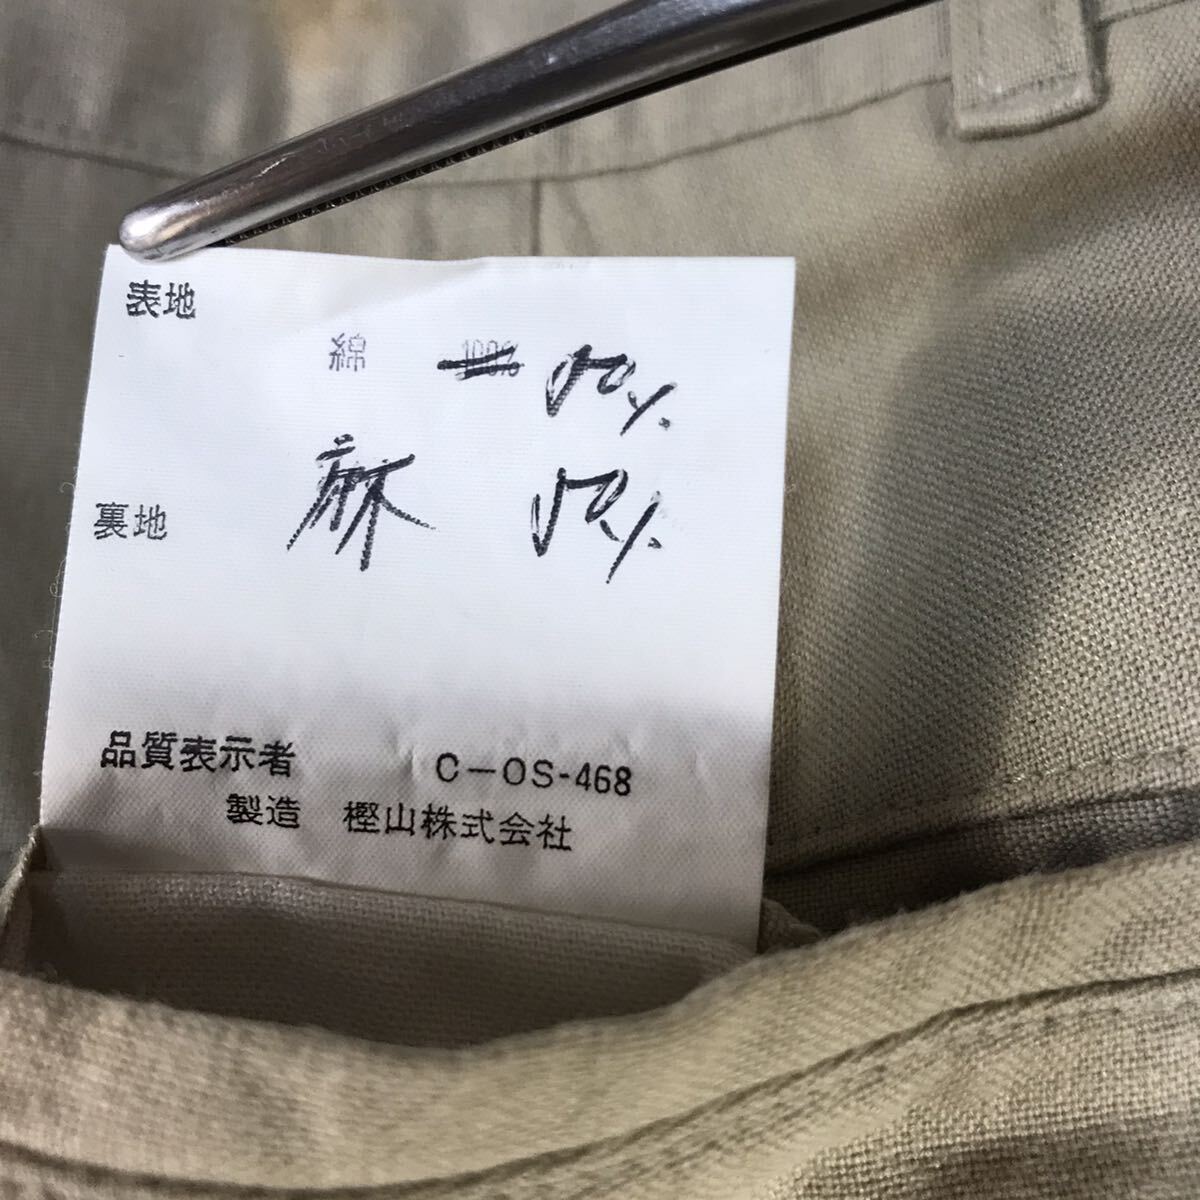 表地
綿 100% 50%
麻 50%
裏地
品質表示者 C-OS-468
製造 樫山株式会社